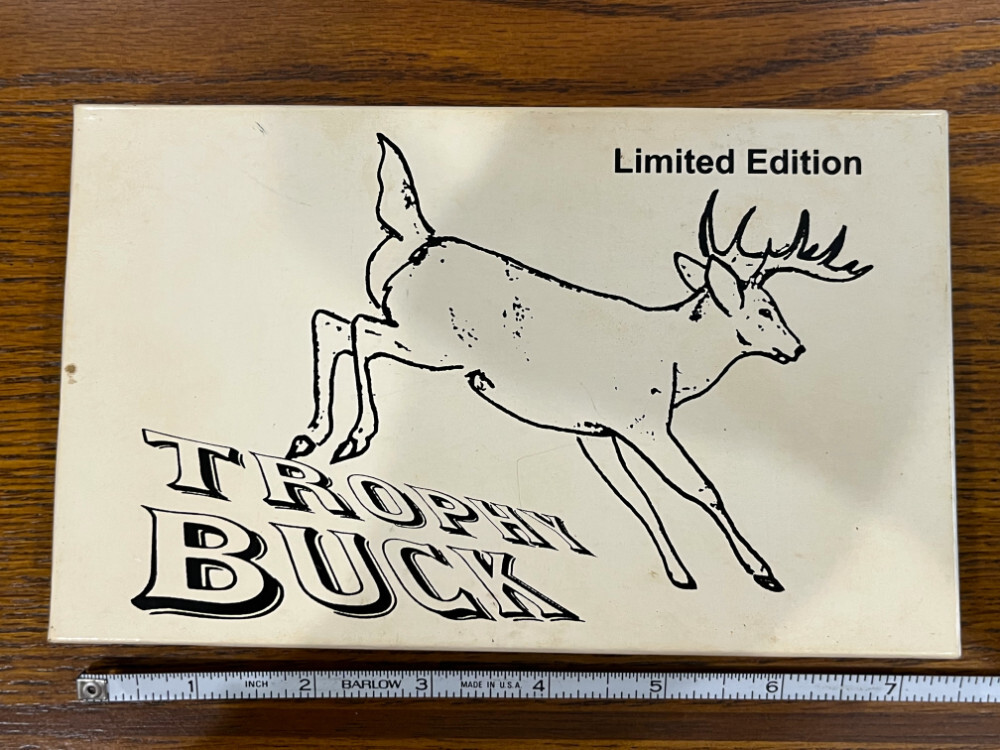 Limited Edition
TROPHY
BUCK
1 INCH 2 BARLOW 3 MADE IN U.S.A. 4 5 6 7